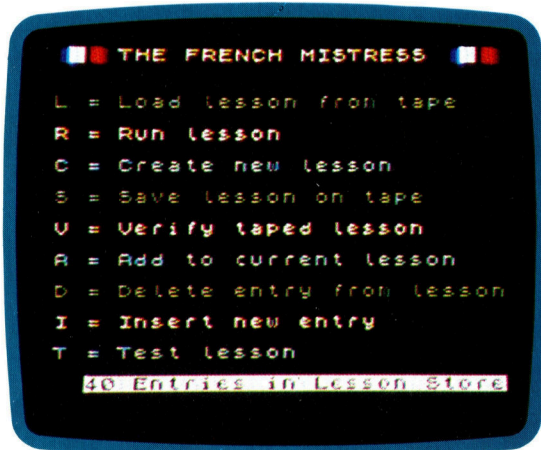 THE FRENCH MISTRESS
L = Load lesson from tape
R = Run lesson
C = Create new lesson
S = Save lesson on tape
V = Verify taped lesson
A = Add to current lesson
D = Delete entry from lesson
I = Insert new entry
T = Test lesson
40 Entries in Lesson Store